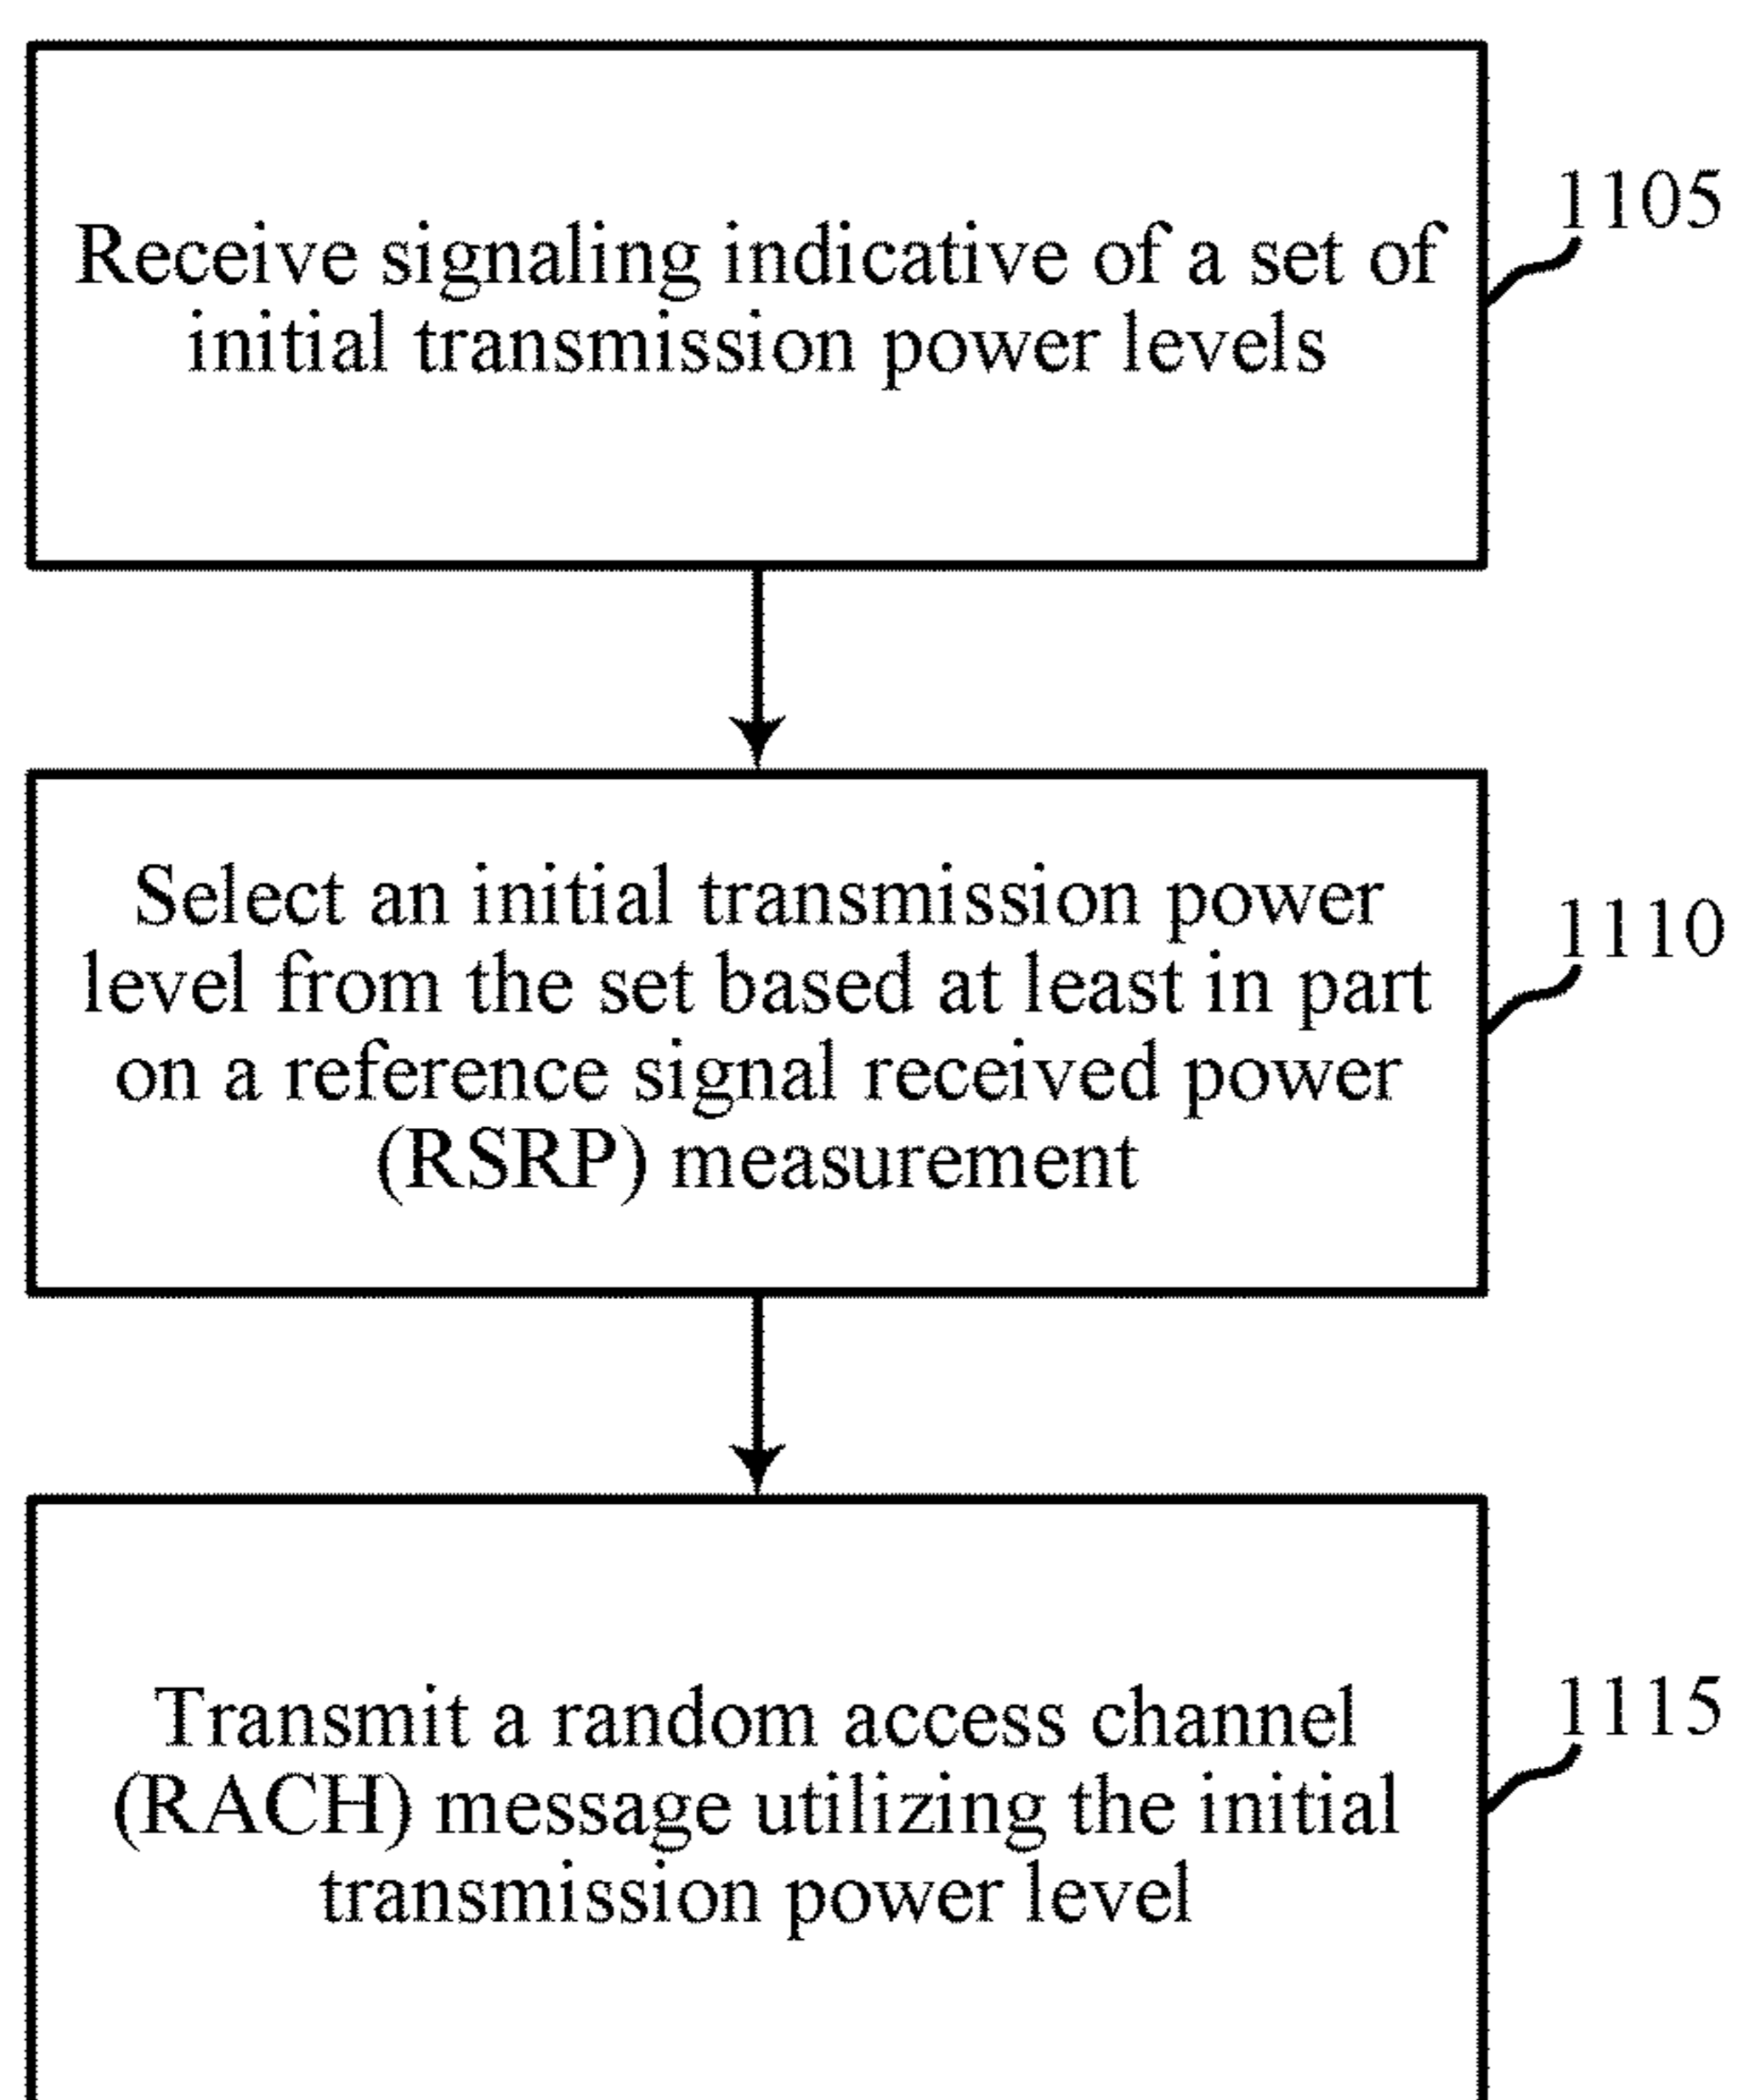 Receive signaling indicative of a set of
initial transmission power levels
1105
Select an initial transmission power
level from the set based at least in part
on a reference signal received power
(RSRP) measurement
1110
Transmit a random access channel
(RACH) message utilizing the initial
transmission power level
1115